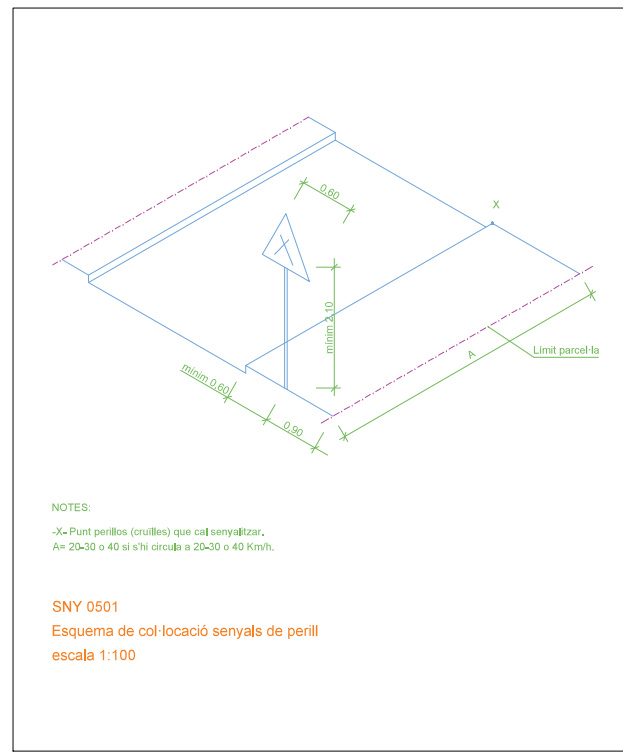 0,60
X
mínim 2,10
Límit parcel·la
A
mínim 0,60
0,90
NOTES:
-X- Punt perillos (cruïlles) que cal senyalitzar.
A= 20-30 o 40 si s'hi circula a 20-30 o 40 Km/h.
SNY 0501
Esquema de col·locació senyals de perill
escala 1:100